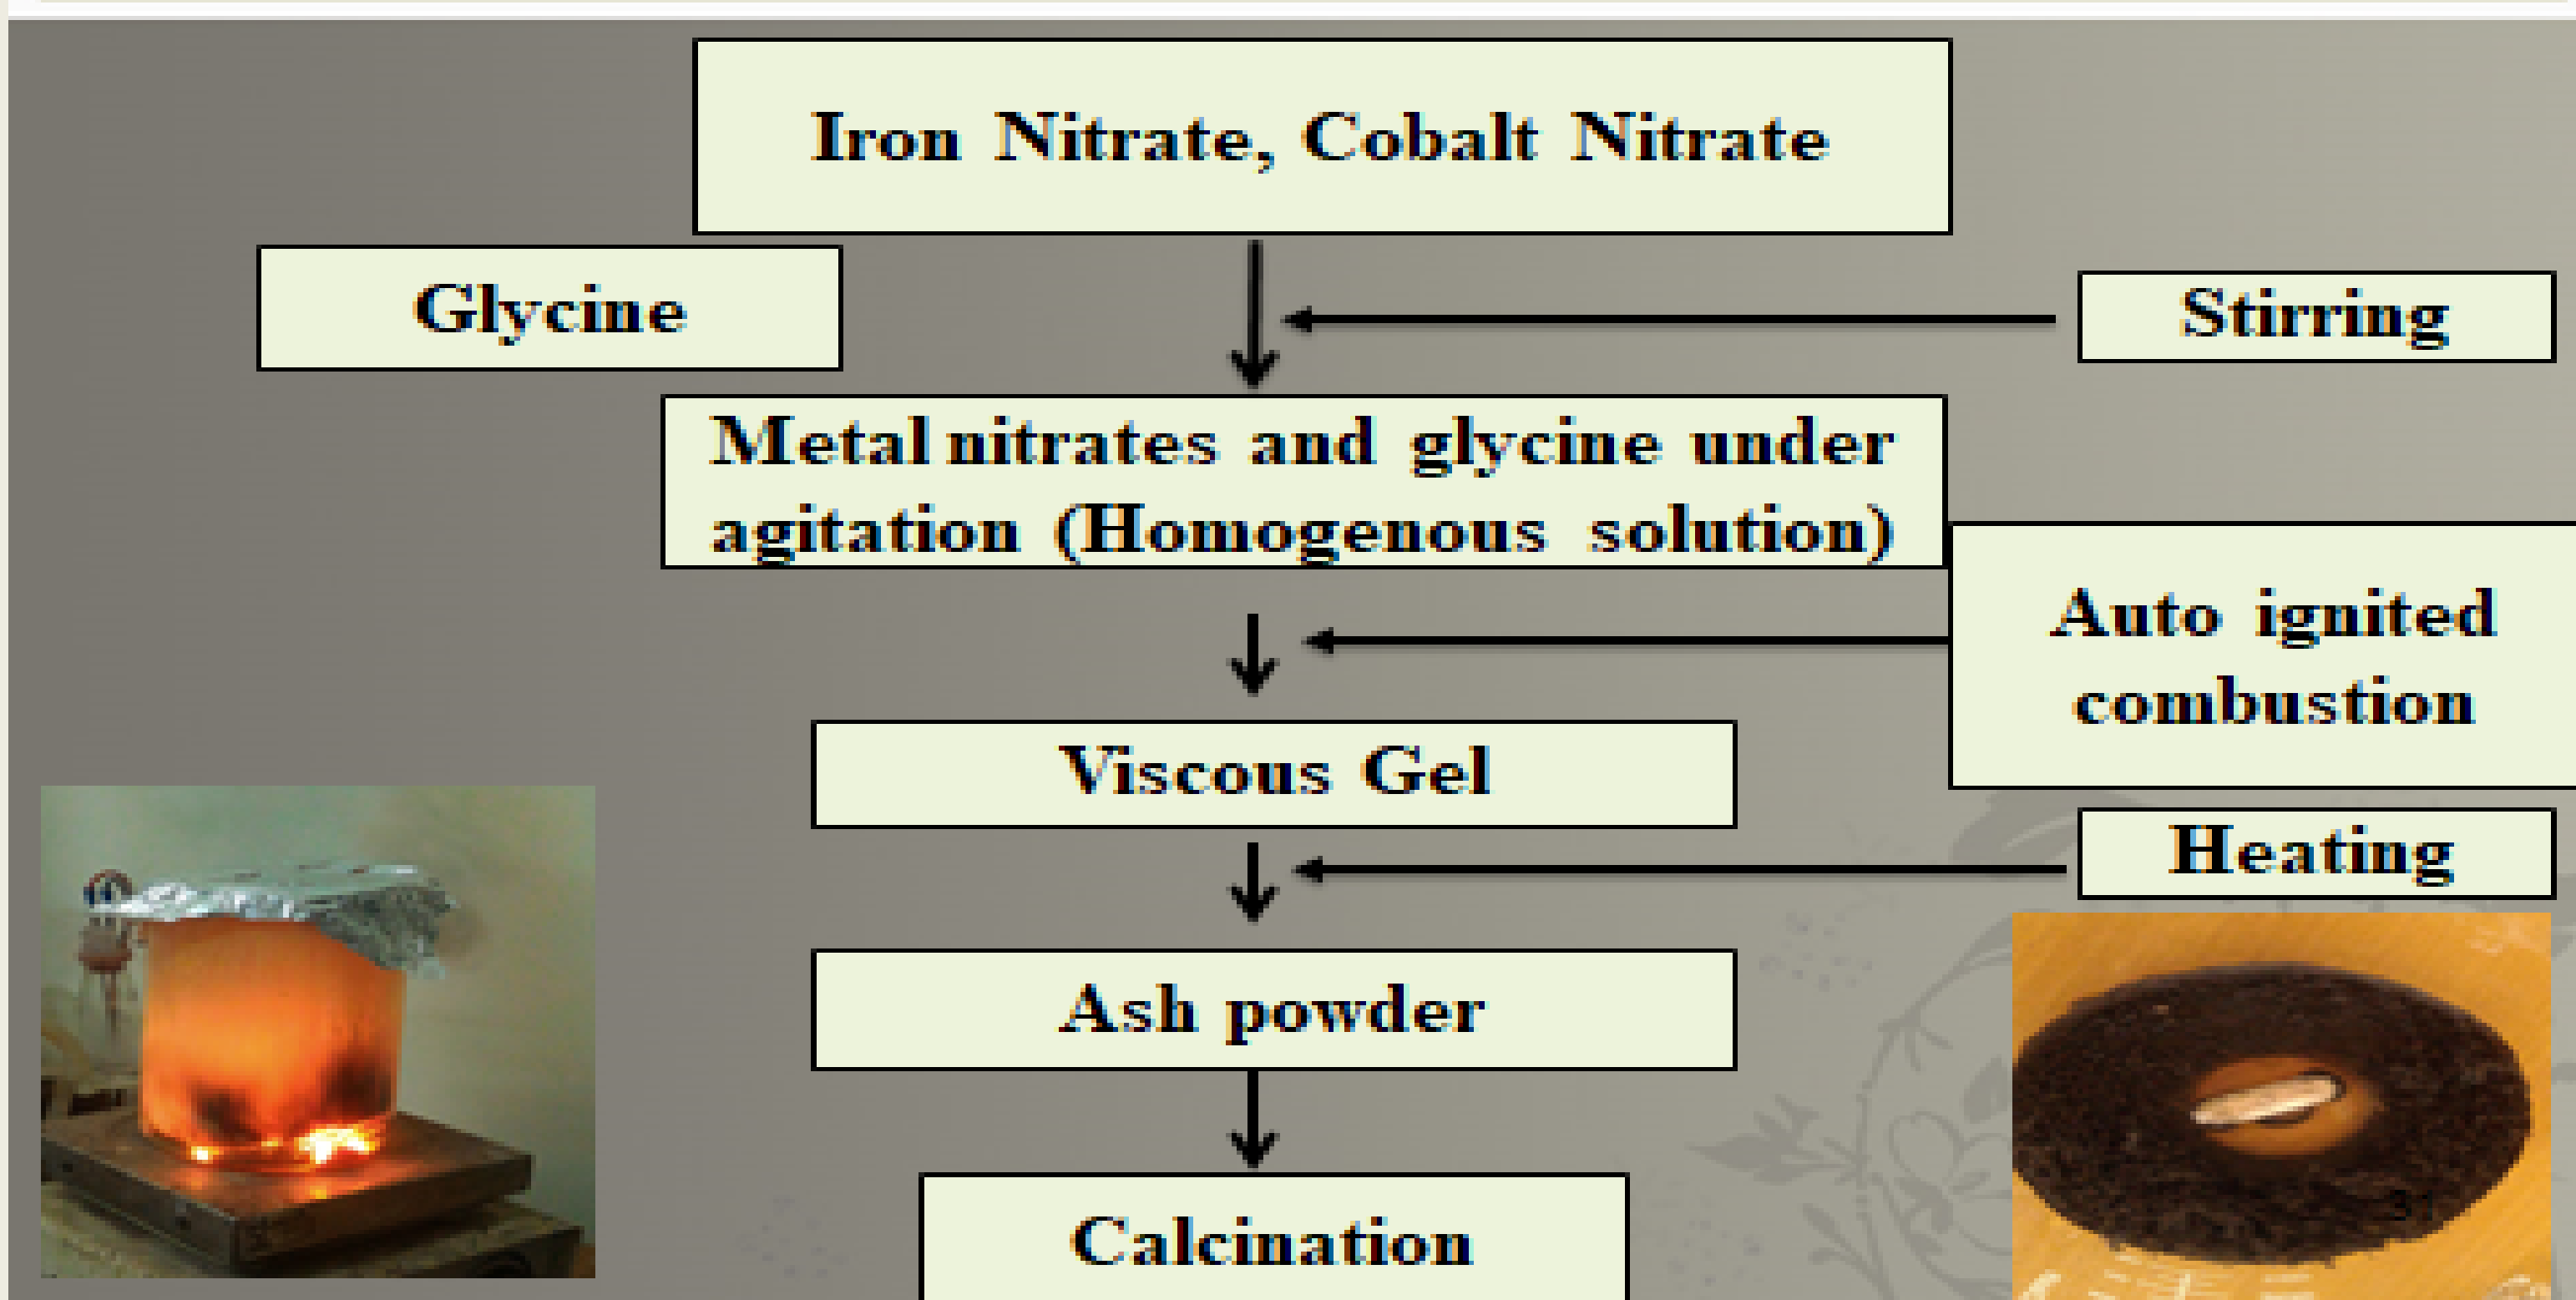 Iron Nitrate, Cobalt Nitrate
Glycine
Stirring
Metal nitrates and glycine under
agitation (Homogenous solution)
Auto ignited
combustion
Viscous Gel
Heating
Ash powder
Calcination
31